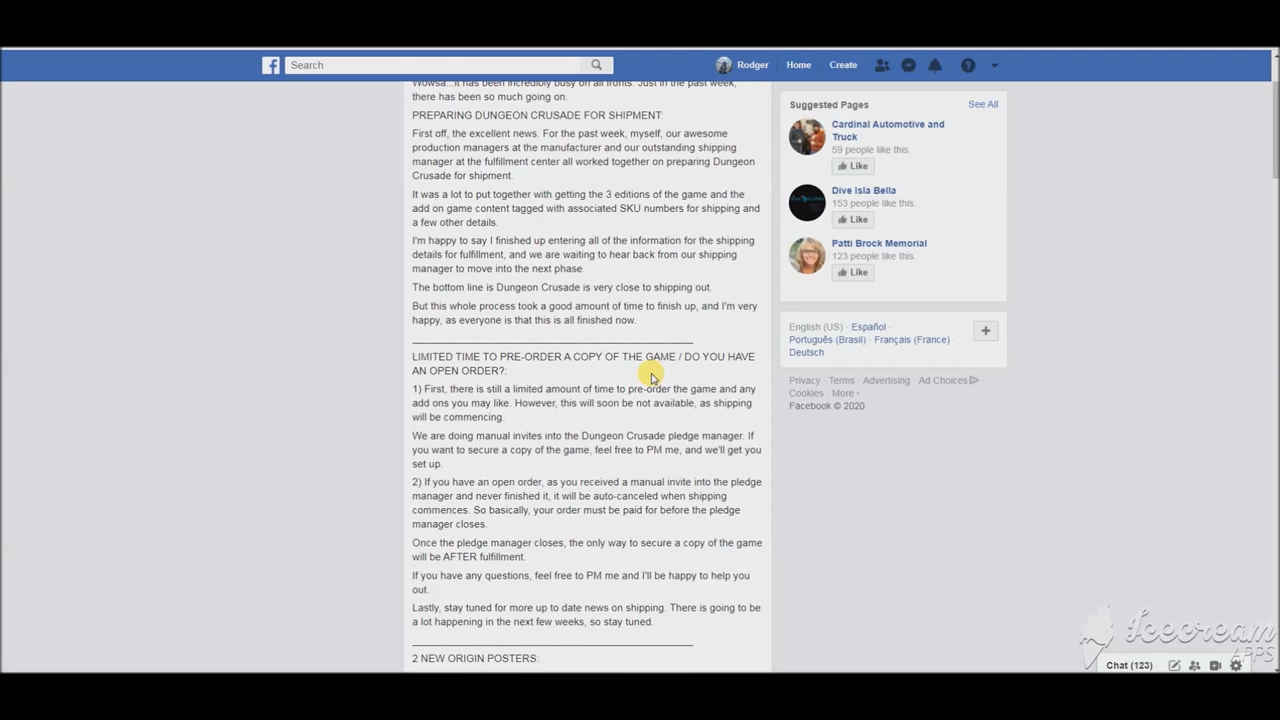 Search
Rodger
Home
Create
Wowsa...It has been incredibly busy on all fronts. Just in the past week,
there has been so much going on.
PREPARING DUNGEON CRUSADE FOR SHIPMENT:
First off, the excellent news. For the past week, myself, our awesome
production managers at the manufacturer and our outstanding shipping
manager at the fulfillment center all worked together on preparing Dungeon
Crusade for shipment.
It was a lot to put together with getting the 3 editions of the game and the
add on game content tagged with associated SKU numbers for shipping and
a few other details.
I'm happy to say I finished up entering all of the information for the shipping
details for fulfillment, and we are waiting to hear back from our shipping
manager to move into the next phase.
The bottom line is Dungeon Crusade is very close to shipping out.
But this whole process took a good amount of time to finish up, and I'm very
happy, as everyone is that this is all finished now.
LIMITED TIME TO PRE-ORDER A COPY OF THE GAME / DO YOU HAVE
AN OPEN ORDER?:
1) First, there is still a limited amount of time to pre-order the game and any
add ons you may like. However, this will soon be not available, as shipping
will be commencing.
We are doing manual invites into the Dungeon Crusade pledge manager. If
you want to secure a copy of the game, feel free to PM me, and we'll get you
set up.
2) If you have an open order, as you received a manual invite into the pledge
manager and never finished it, it will be auto-canceled when shipping
commences. So basically, your order must be paid for before the pledge
manager closes.
Once the pledge manager closes, the only way to secure a copy of the game
will be AFTER fulfillment.
If you have any questions, feel free to PM me and I'll be happy to help you
out.
Lastly, stay tuned for more up to date news on shipping. There is going to be
a lot happening in the next few weeks, so stay tuned.
2 NEW ORIGIN POSTERS:
Suggested Pages
See All
Cardinal Automotive and
Truck
59 people like this.
Like
Dive Isla Bella
153 people like this.
Like
Patti Brock Memorial
123 people like this.
Like
English (US) · Español ·
Português (Brasil) · Français (France) ·
Deutsch
Privacy · Terms · Advertising · Ad Choices ·
Cookies · More
Facebook © 2020
Icecream
APPS
Chat (123)